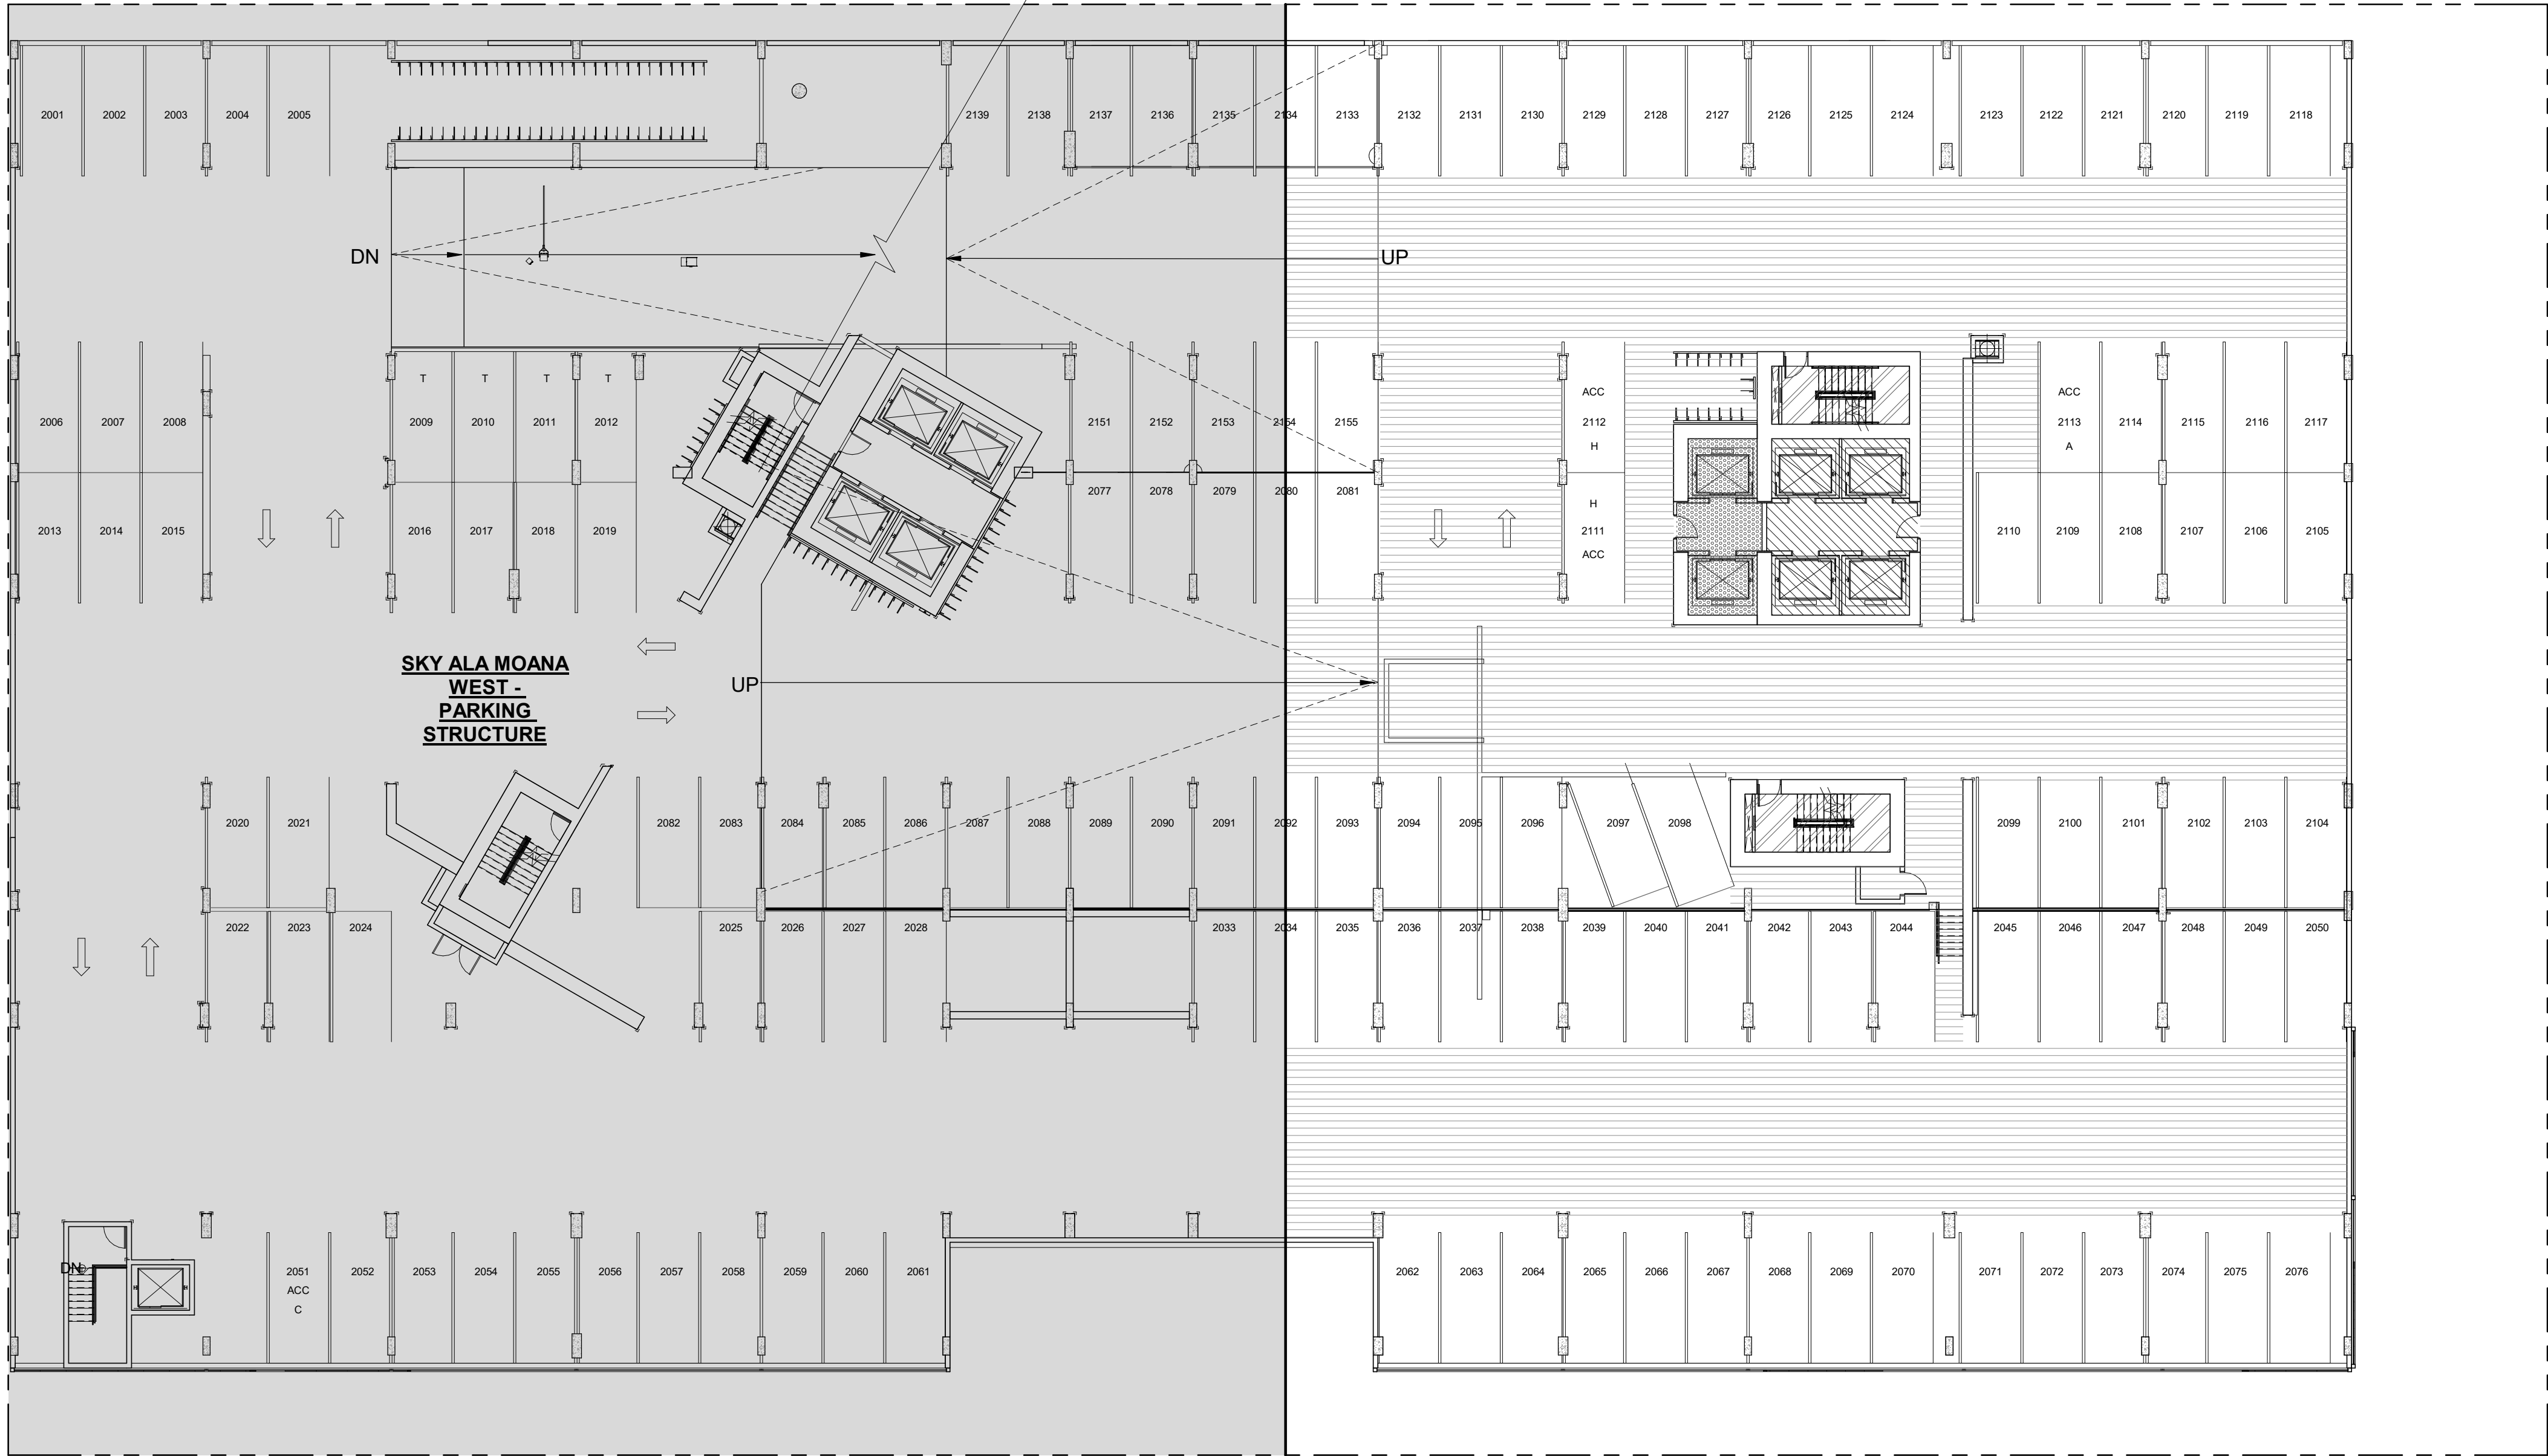 2001 2002 2003 2004 2005 2139 2138 2137 2136 2135 2134 2133 2132 2131 2130 2129 2128 2127 2126 2125 2124 2123 2122 2121 2120 2119 2118
DN UP
T T T T ACC ACC
2006 2007 2008 2009 2010 2011 2012 2151 2152 2153 2154 2155 2112 2113 2114 2115 2116 2117
H A
2077 2078 2079 2080 2081 H
2013 2014 2015 2016 2017 2018 2019 2111 2110 2109 2108 2107 2106 2105
ACC
SKY ALA MOANA
WEST -
PARKING
STRUCTURE
UP
2020 2021 2082 2083 2084 2085 2086 2087 2088 2089 2090 2091 2092 2093 2094 2095 2096 2097 2098 2099 2100 2101 2102 2103 2104
2022 2023 2024 2025 2026 2027 2028 2033 2034 2035 2036 2037 2038 2039 2040 2041 2042 2043 2044 2045 2046 2047 2048 2049 2050
DN 2051 2052 2053 2054 2055 2056 2057 2058 2059 2060 2061 2062 2063 2064 2065 2066 2067 2068 2069 2070 2071 2072 2073 2074 2075 2076
ACC
C